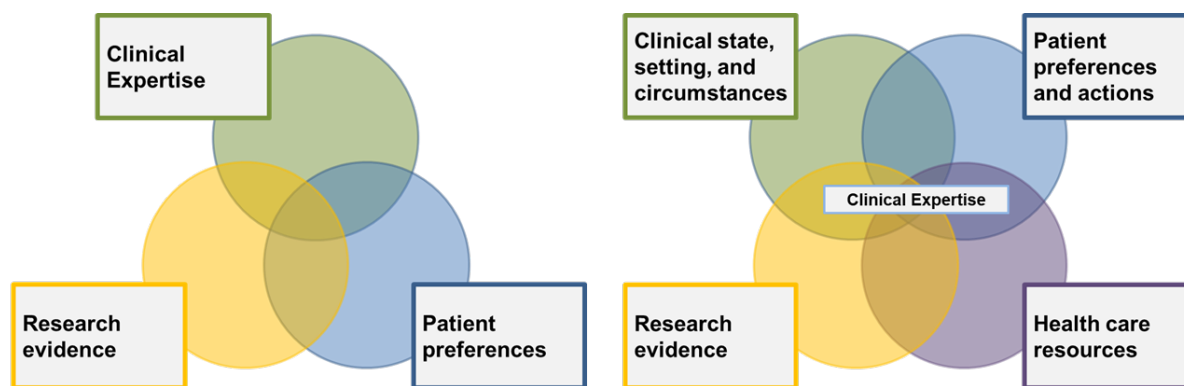 Clinical
Expertise
Research
evidence
Patient
preferences
Clinical state,
setting, and
circumstances
Patient
preferences
and actions
Clinical Expertise
Research
evidence
Health care
resources